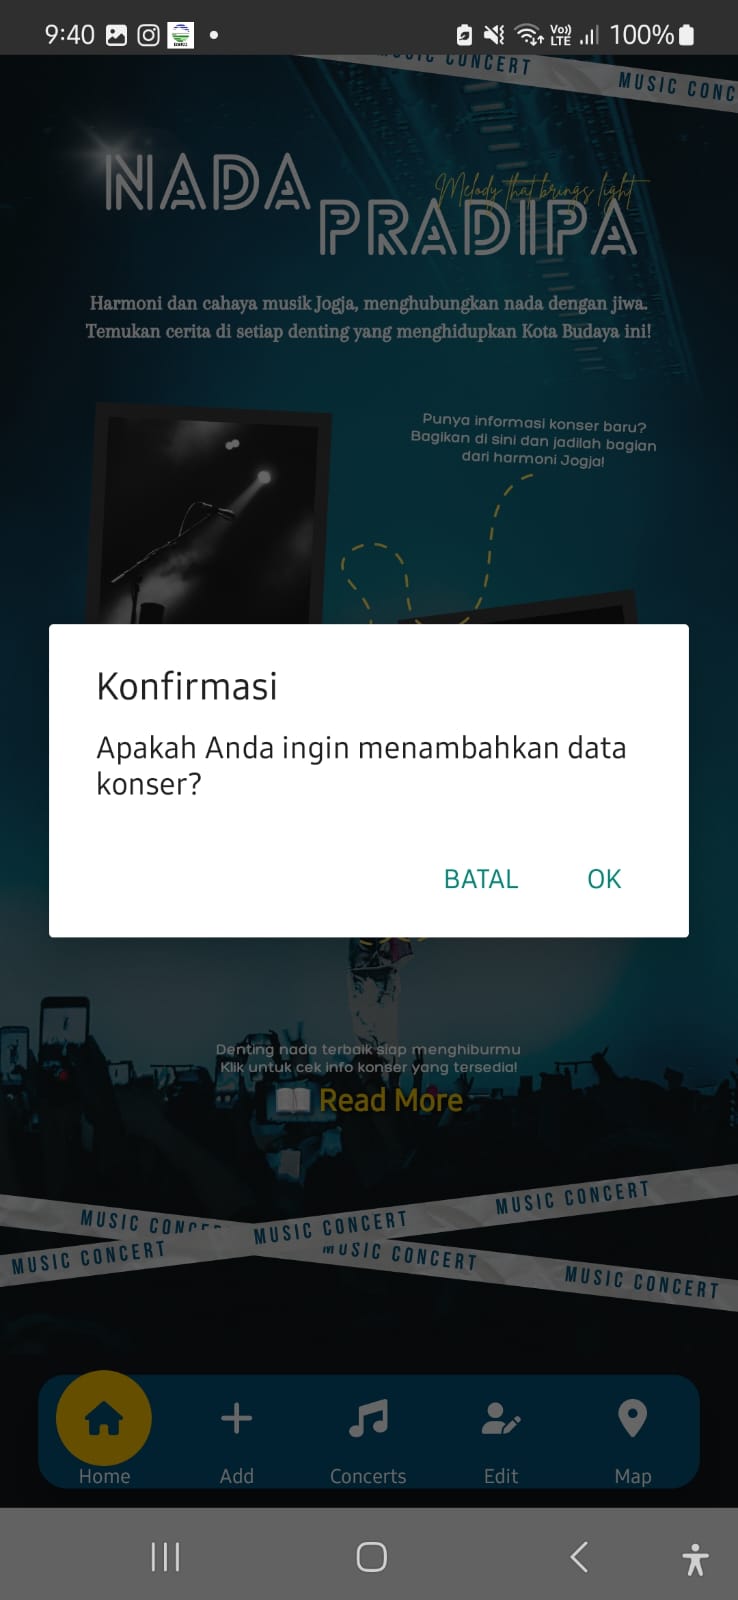 9:40
Vo))
LTE
100%
MUSIC CONCERT
MUSIC CONC
NADA
Melody that brings light
PRADIPA
Harmoni dan cahaya musik Jogja, menghubungkan nada dengan jiwa.
Temukan cerita di setiap denting yang menghidupkan Kota Budaya ini!
Punya informasi konser baru?
Bagikan di sini dan jadilah bagian
dari harmoni Jogja!
Konfirmasi
Apakah Anda ingin menambahkan data
konser?
BATAL
OK
Denting nada terbaik siap menghiburmu
Klik untuk cek info konser yang tersedia!
Read More
MUSIC CONCERT
MUSIC CONCERT
MUSIC CONCERT
MUSIC CONCERT
MUSIC CONCERT
MUSIC CONCERT
Home
Add
Concerts
Edit
Map